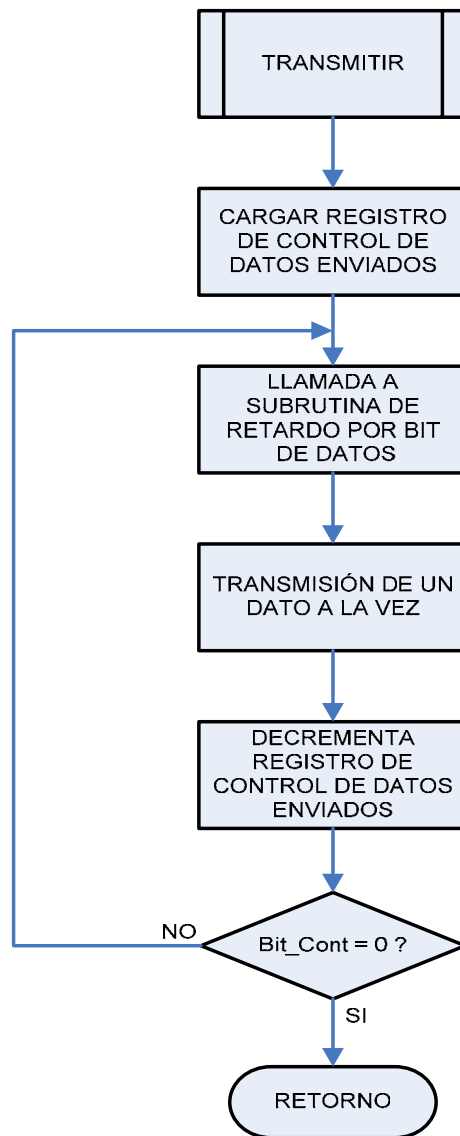 TRANSMITIR
CARGAR REGISTRO
DE CONTROL DE
DATOS ENVIADOS
LLAMADA A
SUBRUTINA DE
RETARDO POR BIT
DE DATOS
TRANSMISIÓN DE UN
DATO A LA VEZ
DECREMENTA
REGISTRO DE
CONTROL DE DATOS
ENVIADOS
NO
Bit_Cont = 0 ?
SI
RETORNO